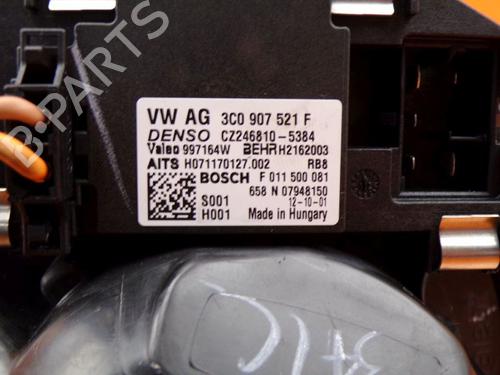 B-PARTS
VW AG 3C0 907 521 F
DENSO CZ246810-5384
Valeo 997164W BEHR H2162003
AITS H071170127.002 RB8
BOSCH F 011 500 081
658 N 07948150
S001 12-10-01
H001 Made in Hungary